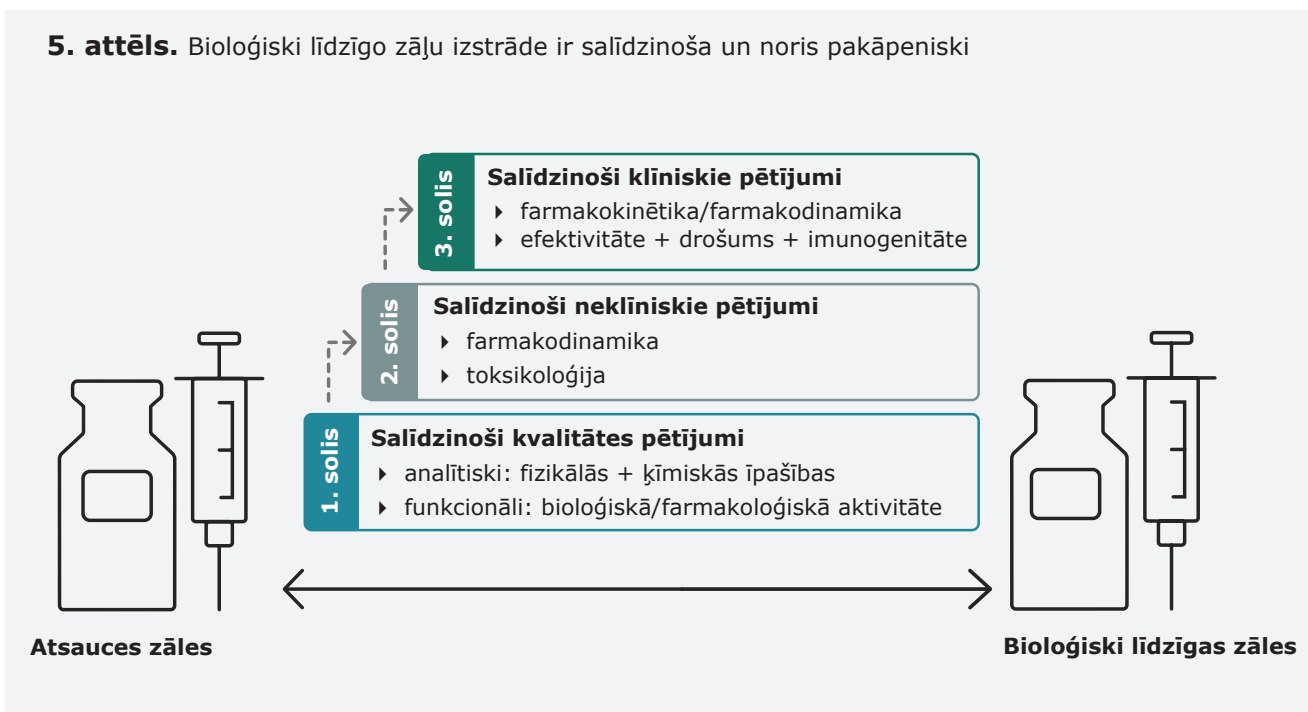 5. attēls. Bioloģiski līdzīgo zāļu izstrāde ir salīdzinoša un noris pakāpeniski
3. solis
Salīdzinoši klīniskie pētījumi
‣ farmakokinētika/farmakodinamika
‣ efektivitāte + drošums + imunogenitāte
2. solis
Salīdzinoši neklīniskie pētījumi
‣ farmakodinamika
‣ toksikoloģija
1. solis
Salīdzinoši kvalitātes pētījumi
‣ analītiski: fizikālās + ķīmiskās īpašības
‣ funkcionāli: bioloģiskā/farmakoloģiskā aktivitāte
Atsauces zāles
Bioloģiski līdzīgas zāles